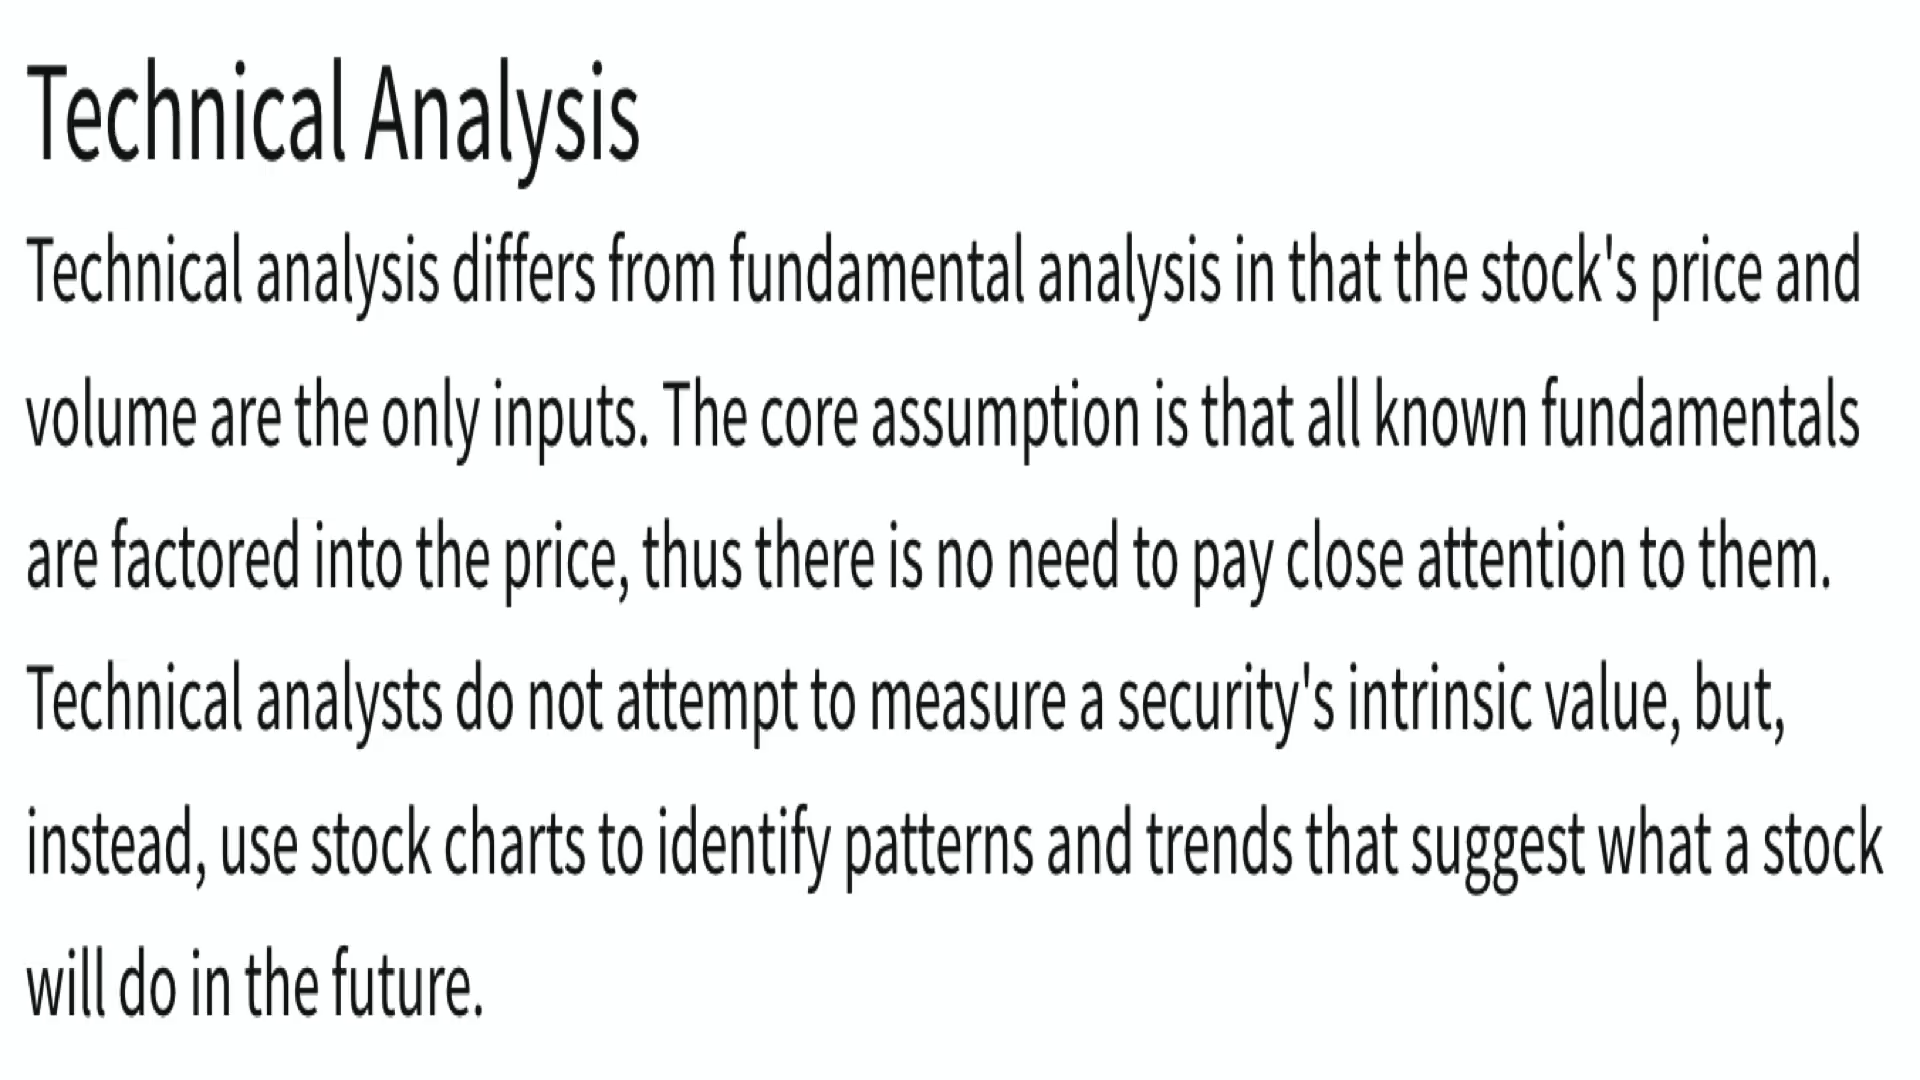 Technical Analysis
Technical analysis differs from fundamental analysis in that the stock's price and
volume are the only inputs. The core assumption is that all known fundamentals
are factored into the price, thus there is no need to pay close attention to them.
Technical analysts do not attempt to measure a security's intrinsic value, but,
instead, use stock charts to identify patterns and trends that suggest what a stock
will do in the future.